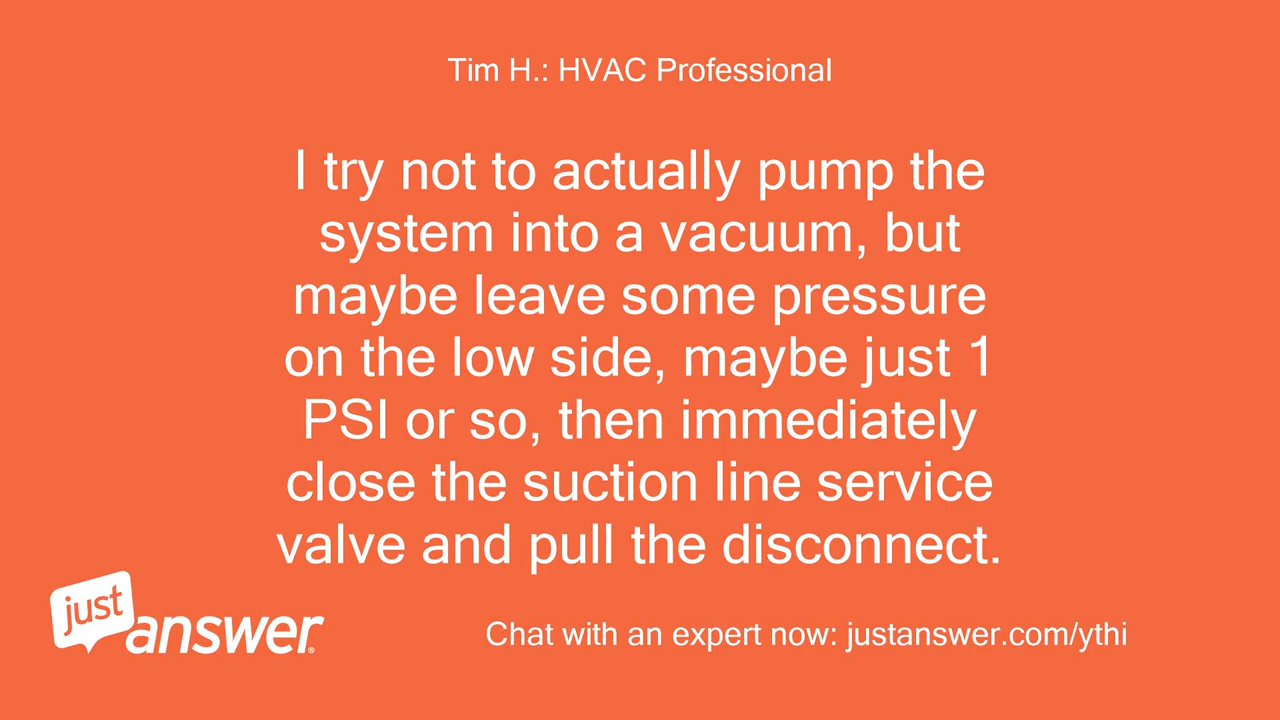 Tim H.: HVAC Professional
I try not to actually pump the
system into a vacuum, but
maybe leave some pressure
on the low side, maybe just 1
PSI or so, then immediately
close the suction line service
valve and pull the disconnect.
just
answer®
Chat with an expert now: justanswer.com/ythi